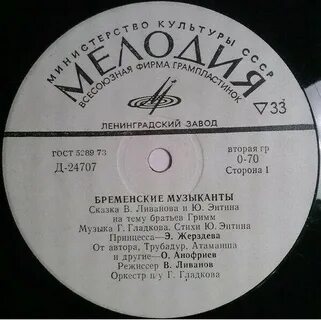 МИНИСТЕРСТВО КУЛЬТУРЫ СССР
МЕЛОДИЯ
ВСЕСОЮЗНАЯ ФИРМА ГРАМПЛАСТИНОК
33
ЛЕНИНГРАДСКИЙ ЗАВОД
ГОСТ 5289 73
вторая гр
Д-24707
0-70
Сторона 1
БРЕМЕНСКИЕ МУЗЫКАНТЫ
Сказка В. Ливанова и Ю. Энтина
на тему братьев Гримм
Музыка Г. Гладкова. Стихи Ю. Энтина
Принцесса— Э. Жерздева
От автора, Трубадур, Атаманша
и другие— О. Анофриев
Режиссер В. Ливанов
Оркестр п/у Г. Гладкова